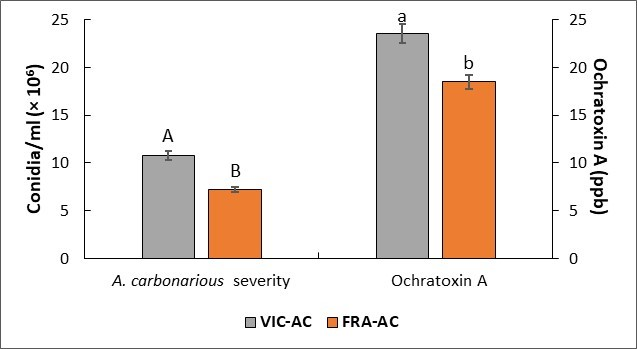 25
20
15
10
5
0
Conidia/ml (× 10⁶)
A
B
a
b
25
20
15
10
5
0
Ochratoxin A (ppb)
A. carbonarious severity
Ochratoxin A
VIC-AC FRA-AC